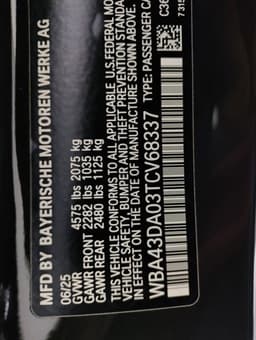 MFD BY BAYERISCHE MOTOREN WERKE AG
06/25
GVWR 4575 lbs 2075 kg
GAWR FRONT 2282 lbs 1035 kg
GAWR REAR 2480 lbs 1125 kg
THIS VEHICLE CONFORMS TO ALL APPLICABLE U.S. FEDERAL MO
VEHICLE SAFETY, BUMPER AND THEFT PREVENTION STANDA
IN EFFECT ON THE DATE OF MANUFACTURE SHOWN ABOVE.
WBA43DA03TCV68337 TYPE: PASSENGER CA
C36
7315